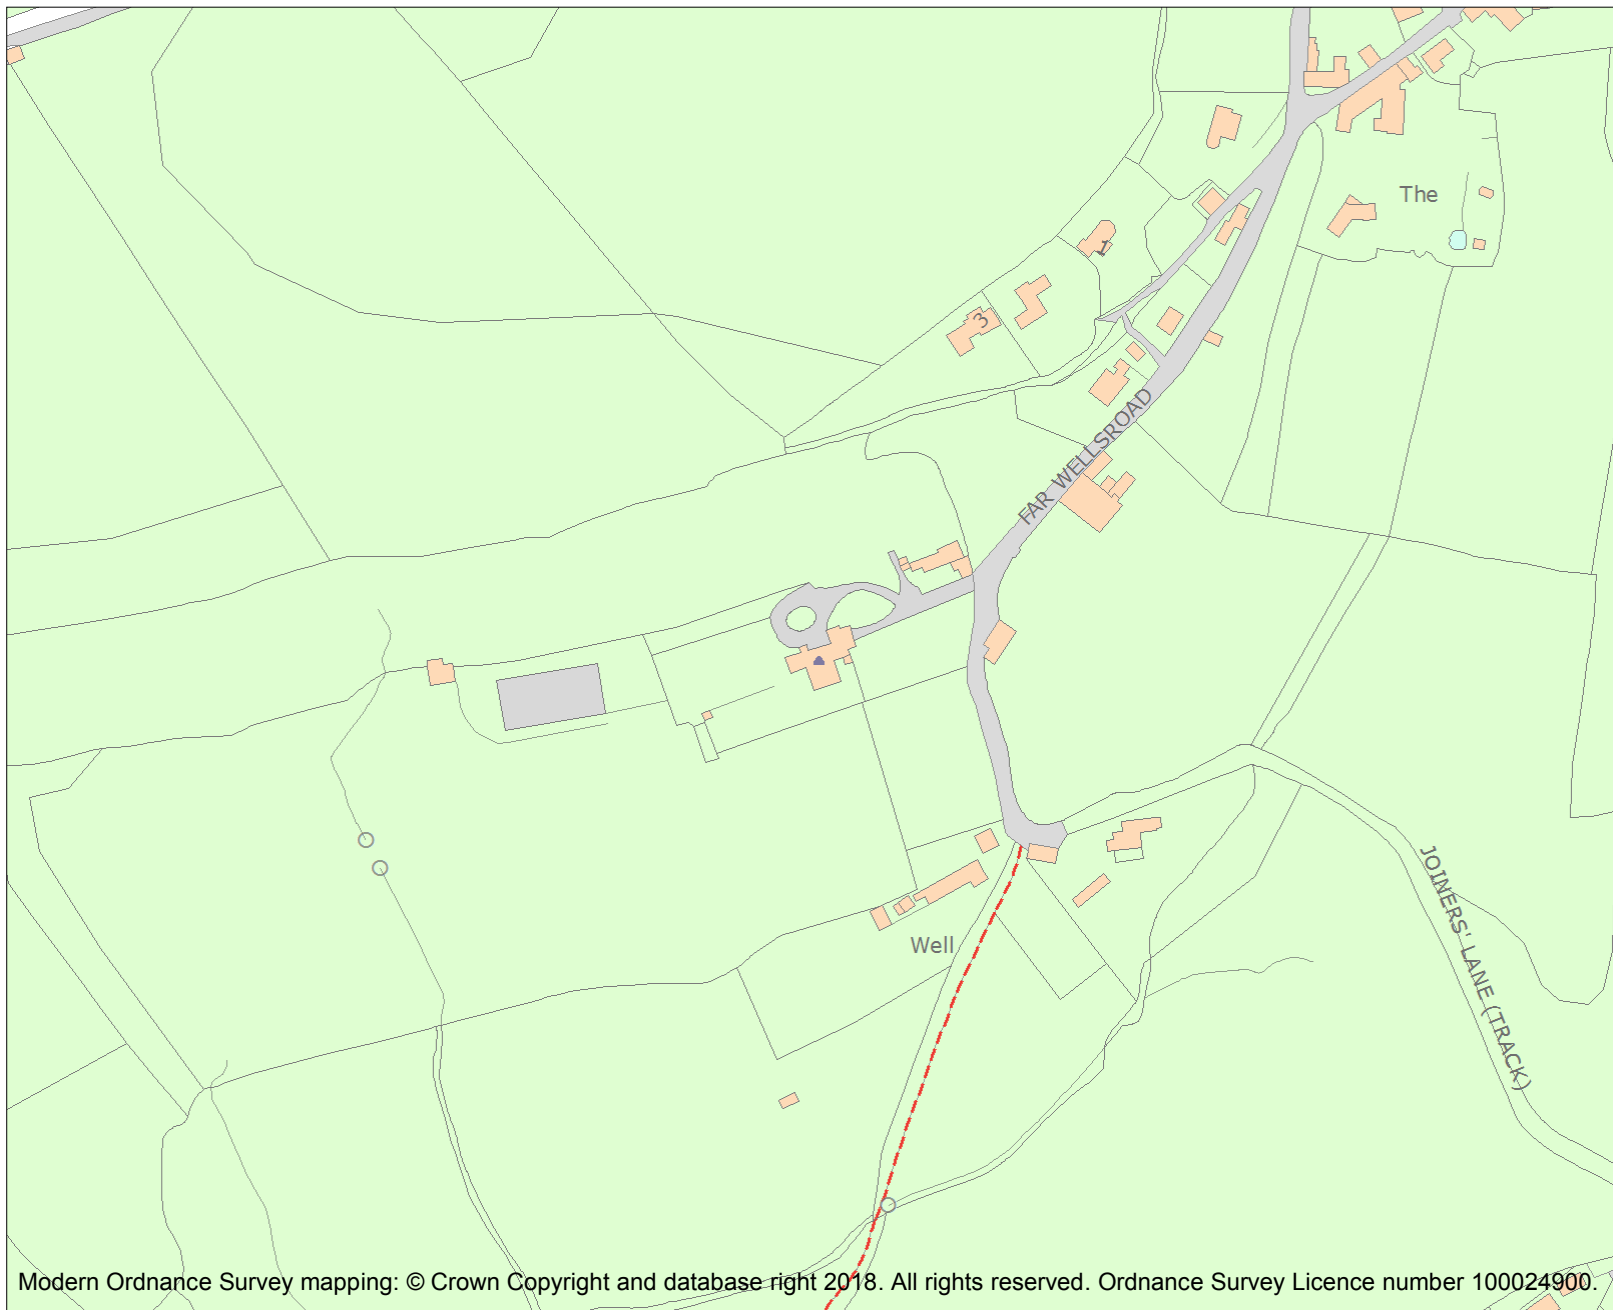 The
1
3
FAR WELLSROAD
Well
JOINERS' LANE (TRACK)
Modern Ordnance Survey mapping: © Crown Copyright and database right 2018. All rights reserved. Ordnance Survey Licence number 100024900.